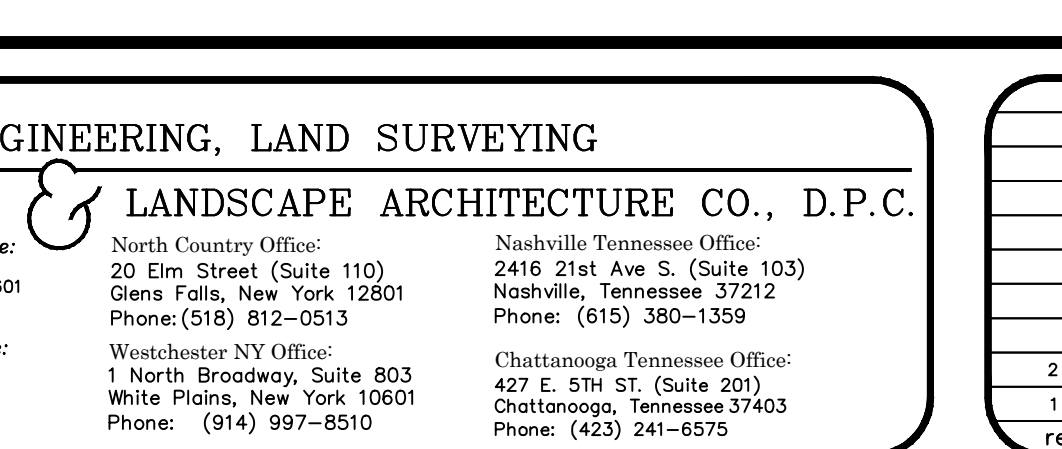 GINEERING, LAND SURVEYING
& LANDSCAPE ARCHITECTURE CO., D.P.C.
e:
601
:
North Country Office:
20 Elm Street (Suite 110)
Glens Falls, New York 12801
Phone:(518) 812-0513
Westchester NY Office:
1 North Broadway, Suite 803
White Plains, New York 10601
Phone: (914) 997-8510
Nashville Tennessee Office:
2416 21st Ave S. (Suite 103)
Nashville, Tennessee 37212
Phone: (615) 380-1359
Chattanooga Tennessee Office:
427 E. 5TH ST. (Suite 201)
Chattanooga, Tennessee 37403
Phone: (423) 241-6575
2
1
re